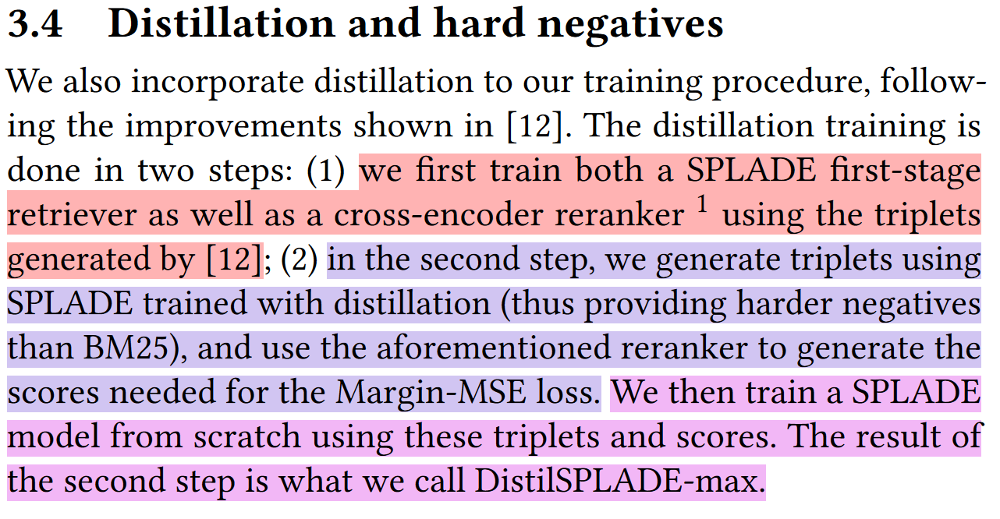 3.4 Distillation and hard negatives
We also incorporate distillation to our training procedure, follow-
ing the improvements shown in [12]. The distillation training is
done in two steps: (1) we first train both a SPLADE first-stage
retriever as well as a cross-encoder reranker 1 using the triplets
generated by [12]; (2) in the second step, we generate triplets using
SPLADE trained with distillation (thus providing harder negatives
than BM25), and use the aforementioned reranker to generate the
scores needed for the Margin-MSE loss. We then train a SPLADE
model from scratch using these triplets and scores. The result of
the second step is what we call DistilSPLADE-max.